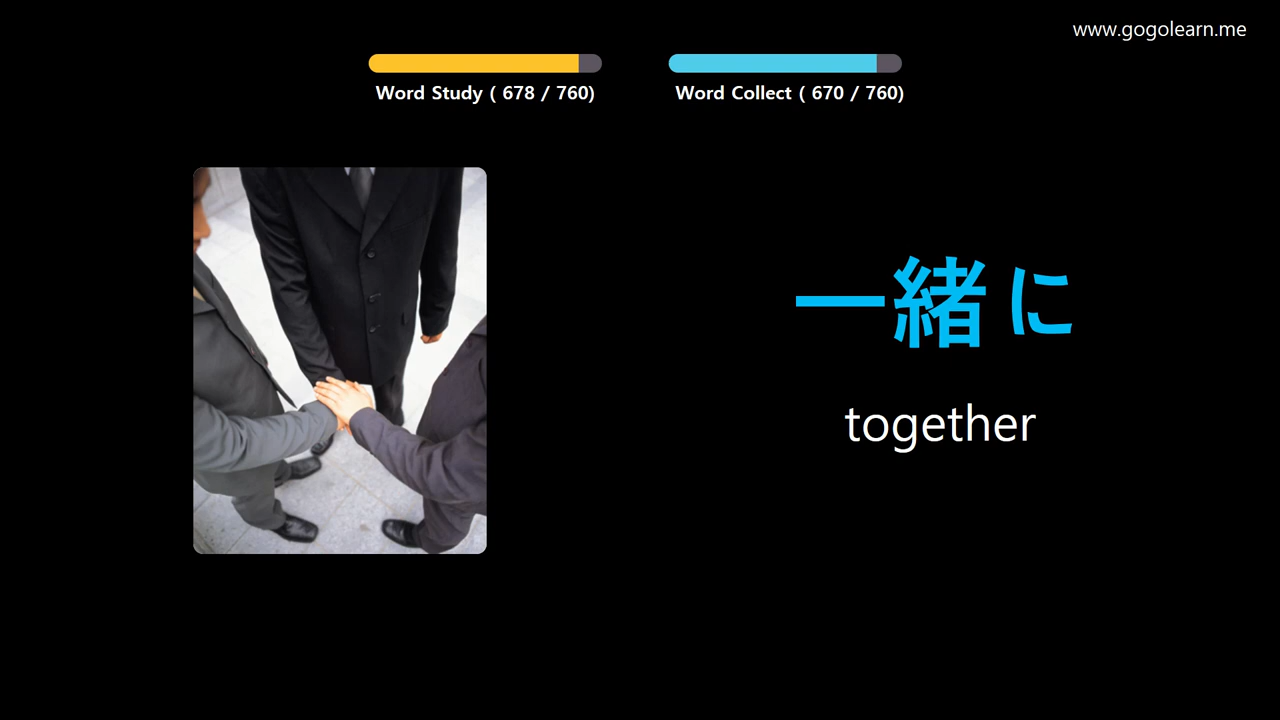 www.gogolearn.me
Word Study ( 678 / 760)
Word Collect ( 670 / 760)
一緒に
together